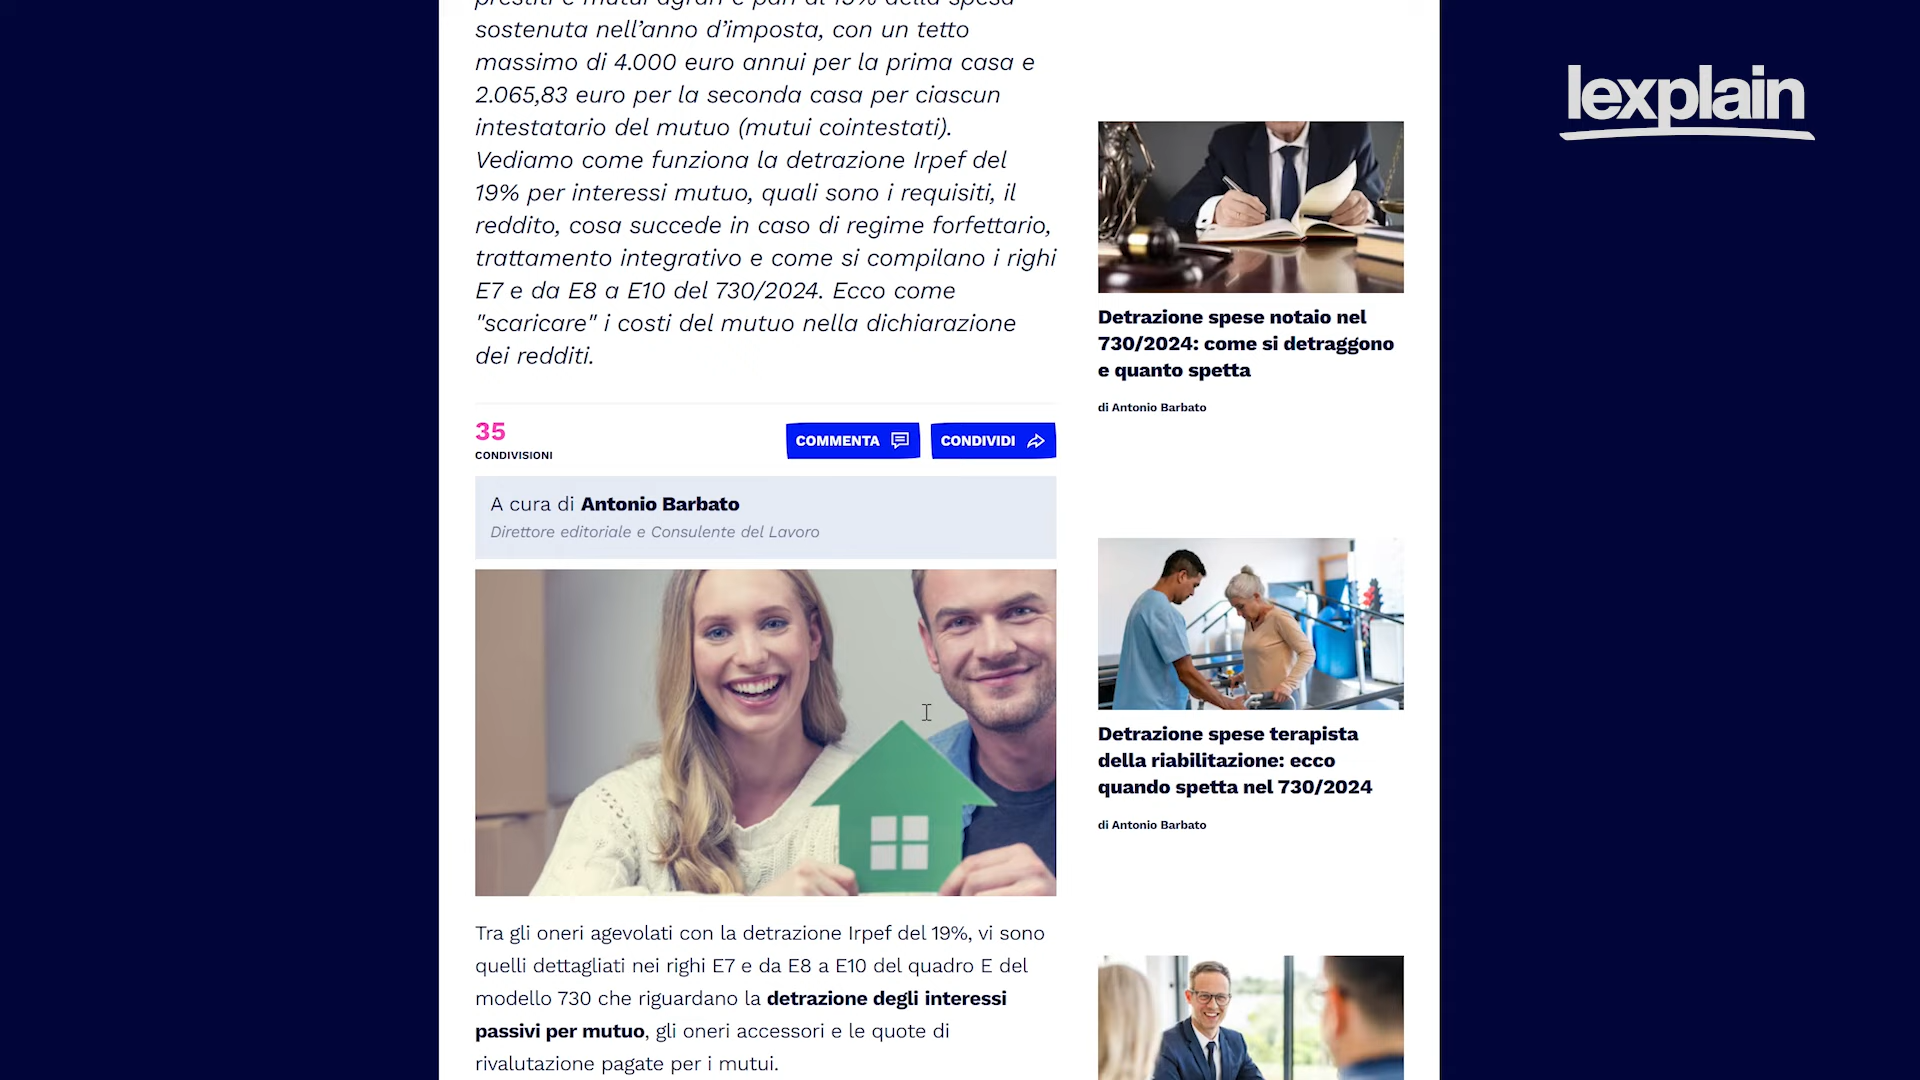 prestiti e mutui agrari è pari al 19% della spesa
sostenuta nell’anno d’imposta, con un tetto
massimo di 4.000 euro annui per la prima casa e
2.065,83 euro per la seconda casa per ciascun
intestatario del mutuo (mutui cointestati).
Vediamo come funziona la detrazione Irpef del
19% per interessi mutuo, quali sono i requisiti, il
reddito, cosa succede in caso di regime forfettario,
trattamento integrativo e come si compilano i righi
E7 e da E8 a E10 del 730/2024. Ecco come
"scaricare" i costi del mutuo nella dichiarazione
dei redditi.
35
CONDIVISIONI
COMMENTA
CONDIVIDI
A cura di Antonio Barbato
Direttore editoriale e Consulente del Lavoro
Tra gli oneri agevolati con la detrazione Irpef del 19%, vi sono
quelli dettagliati nei righi E7 e da E8 a E10 del quadro E del
modello 730 che riguardano la detrazione degli interessi
passivi per mutuo, gli oneri accessori e le quote di
rivalutazione pagate per i mutui.
Detrazione spese notaio nel
730/2024: come si detraggono
e quanto spetta
di Antonio Barbato
Detrazione spese terapista
della riabilitazione: ecco
quando spetta nel 730/2024
di Antonio Barbato
lexplain